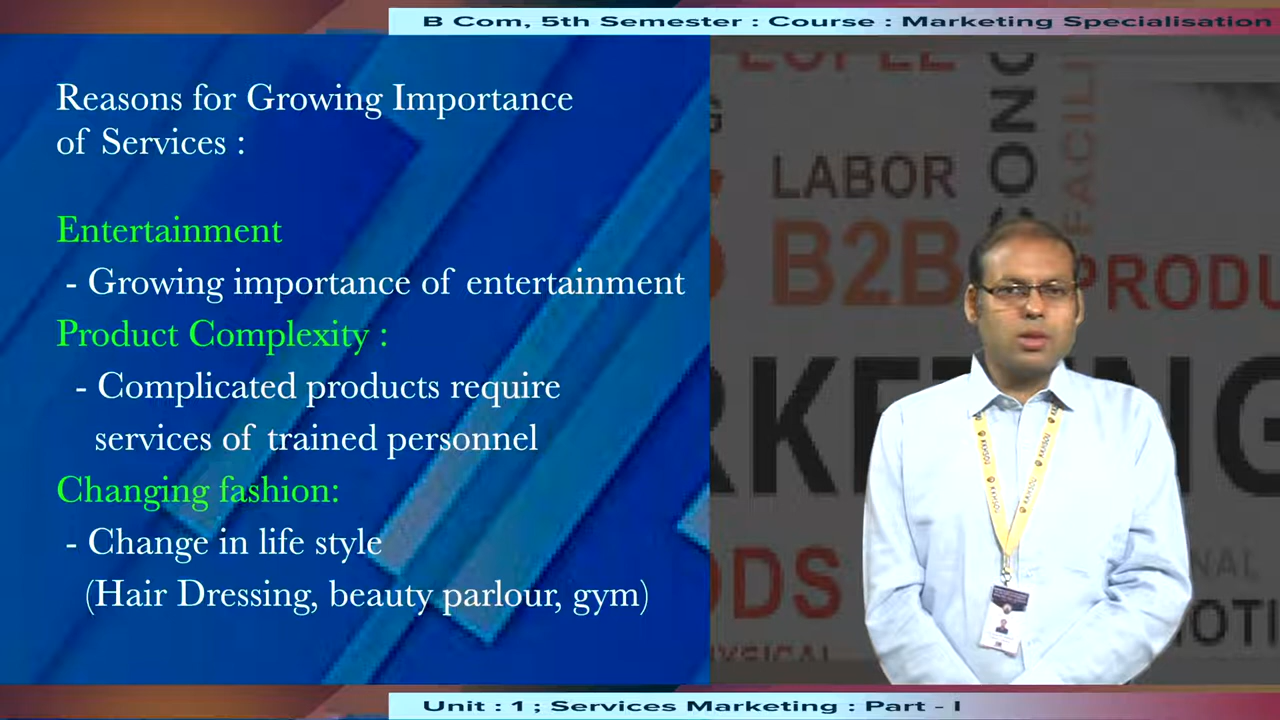 B Com, 5th Semester : Course : Marketing Specialisation
Reasons for Growing Importance
of Services :
Entertainment
- Growing importance of entertainment
Product Complexity :
- Complicated products require
services of trained personnel
Changing fashion:
- Change in life style
(Hair Dressing, beauty parlour, gym)
LABOR
B2B
KKHSOU
KKHSOU
Unit : 1 ; Services Marketing : Part - I